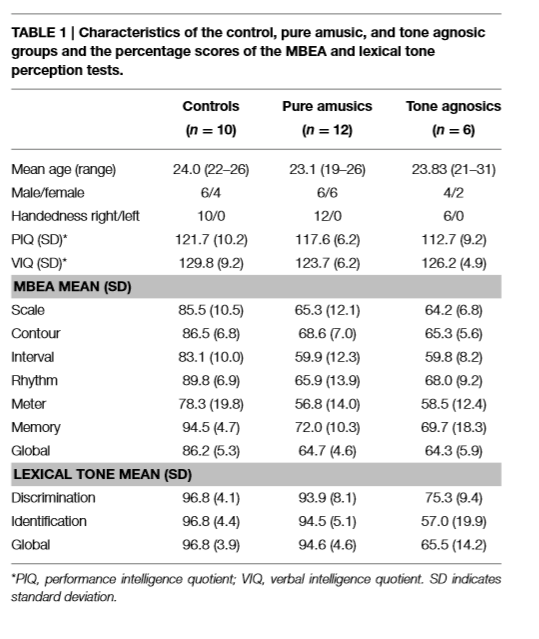 TABLE 1 | Characteristics of the control, pure amusic, and tone agnosic
groups and the percentage scores of the MBEA and lexical tone
perception tests.
Controls Pure amusics Tone agnosics
(n = 10) (n = 12) (n = 6)
Mean age (range) 24.0 (22–26) 23.1 (19–26) 23.83 (21–31)
Male/female 6/4 6/6 4/2
Handedness right/left 10/0 12/0 6/0
PIQ (SD)* 121.7 (10.2) 117.6 (6.2) 112.7 (9.2)
VIQ (SD)* 129.8 (9.2) 123.7 (6.2) 126.2 (4.9)
MBEA MEAN (SD)
Scale 85.5 (10.5) 65.3 (12.1) 64.2 (6.8)
Contour 86.5 (6.8) 68.6 (7.0) 65.3 (5.6)
Interval 83.1 (10.0) 59.9 (12.3) 59.8 (8.2)
Rhythm 89.8 (6.9) 65.9 (13.9) 68.0 (9.2)
Meter 78.3 (19.8) 56.8 (14.0) 58.5 (12.4)
Memory 94.5 (4.7) 72.0 (10.3) 69.7 (18.3)
Global 86.2 (5.3) 64.7 (4.6) 64.3 (5.9)
LEXICAL TONE MEAN (SD)
Discrimination 96.8 (4.1) 93.9 (8.1) 75.3 (9.4)
Identification 96.8 (4.4) 94.5 (5.1) 57.0 (19.9)
Global 96.8 (3.9) 94.6 (4.6) 65.5 (14.2)
*PIQ, performance intelligence quotient; VIQ, verbal intelligence quotient. SD indicates
standard deviation.